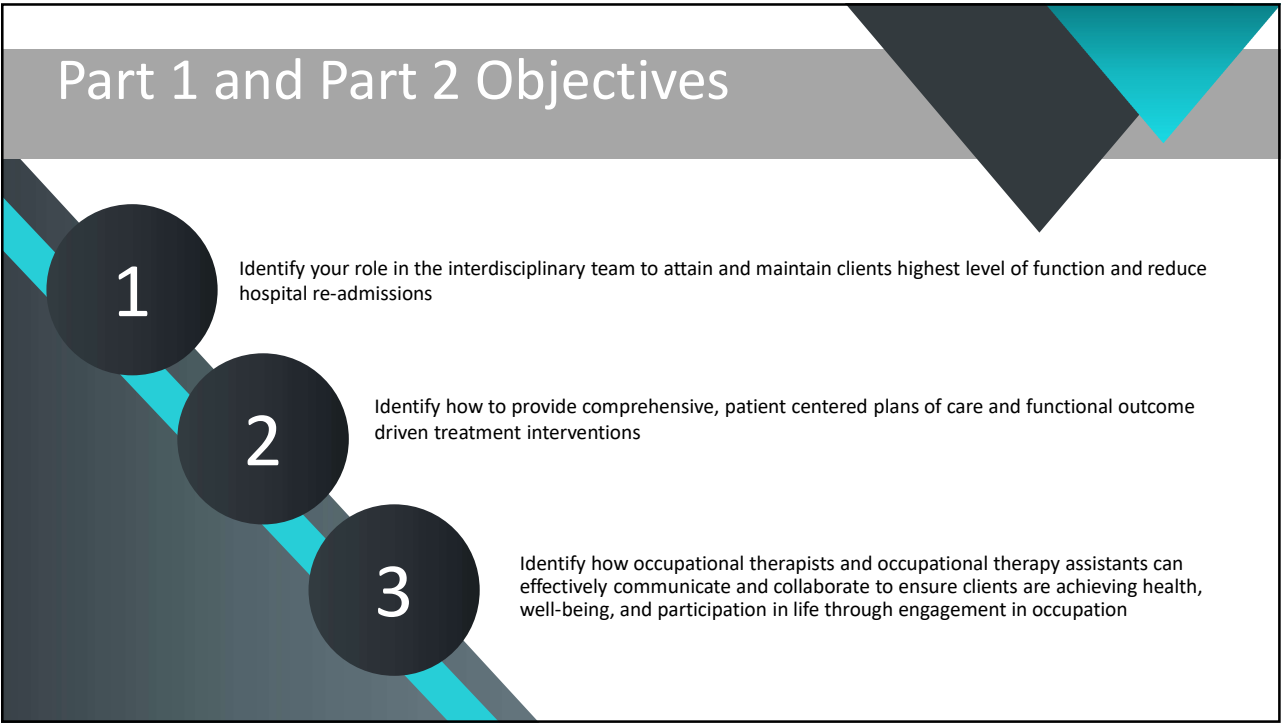 Part 1 and Part 2 Objectives
1
Identify your role in the interdisciplinary team to attain and maintain clients highest level of function and reduce
hospital re-admissions
2
Identify how to provide comprehensive, patient centered plans of care and functional outcome
driven treatment interventions
3
Identify how occupational therapists and occupational therapy assistants can
effectively communicate and collaborate to ensure clients are achieving health,
well-being, and participation in life through engagement in occupation